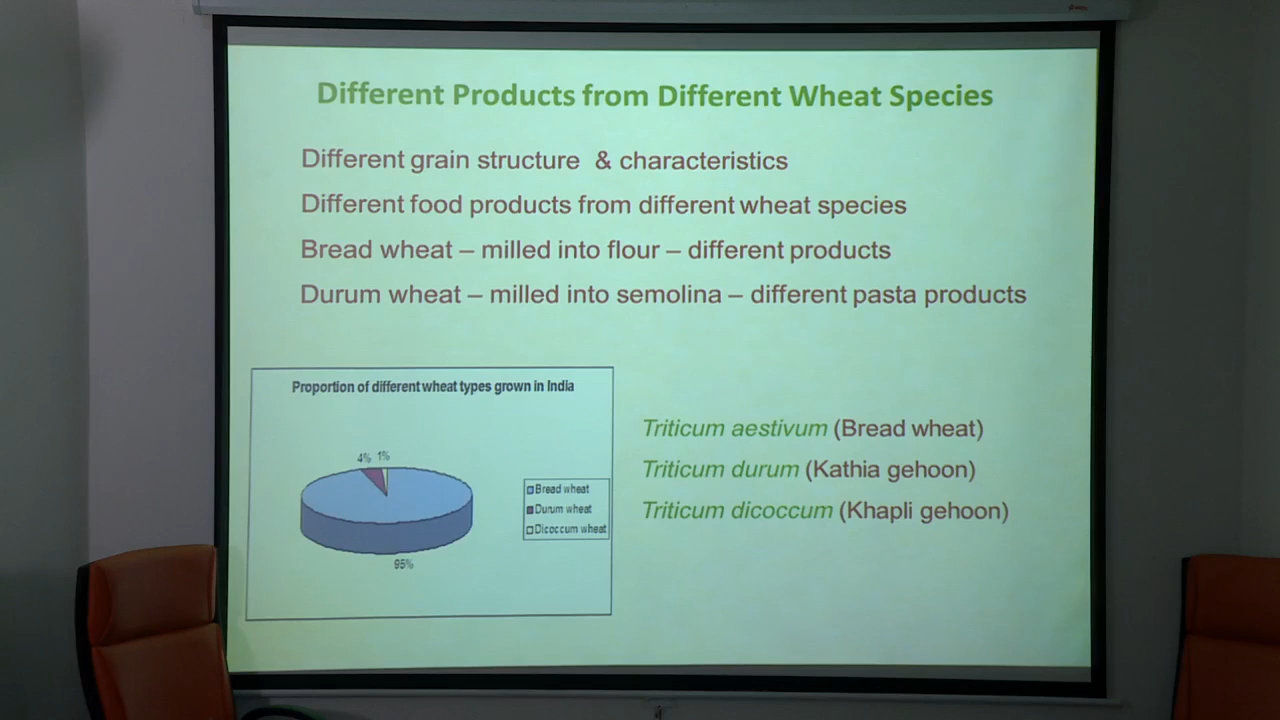 Different Products from Different Wheat Species
Different grain structure & characteristics
Different food products from different wheat species
Bread wheat – milled into flour – different products
Durum wheat – milled into semolina – different pasta products
Proportion of different wheat types grown in India
4% 1%
Bread wheat
Durum wheat
Dicoccum wheat
95%
Triticum aestivum (Bread wheat)
Triticum durum (Kathia gehoon)
Triticum dicoccum (Khapli gehoon)